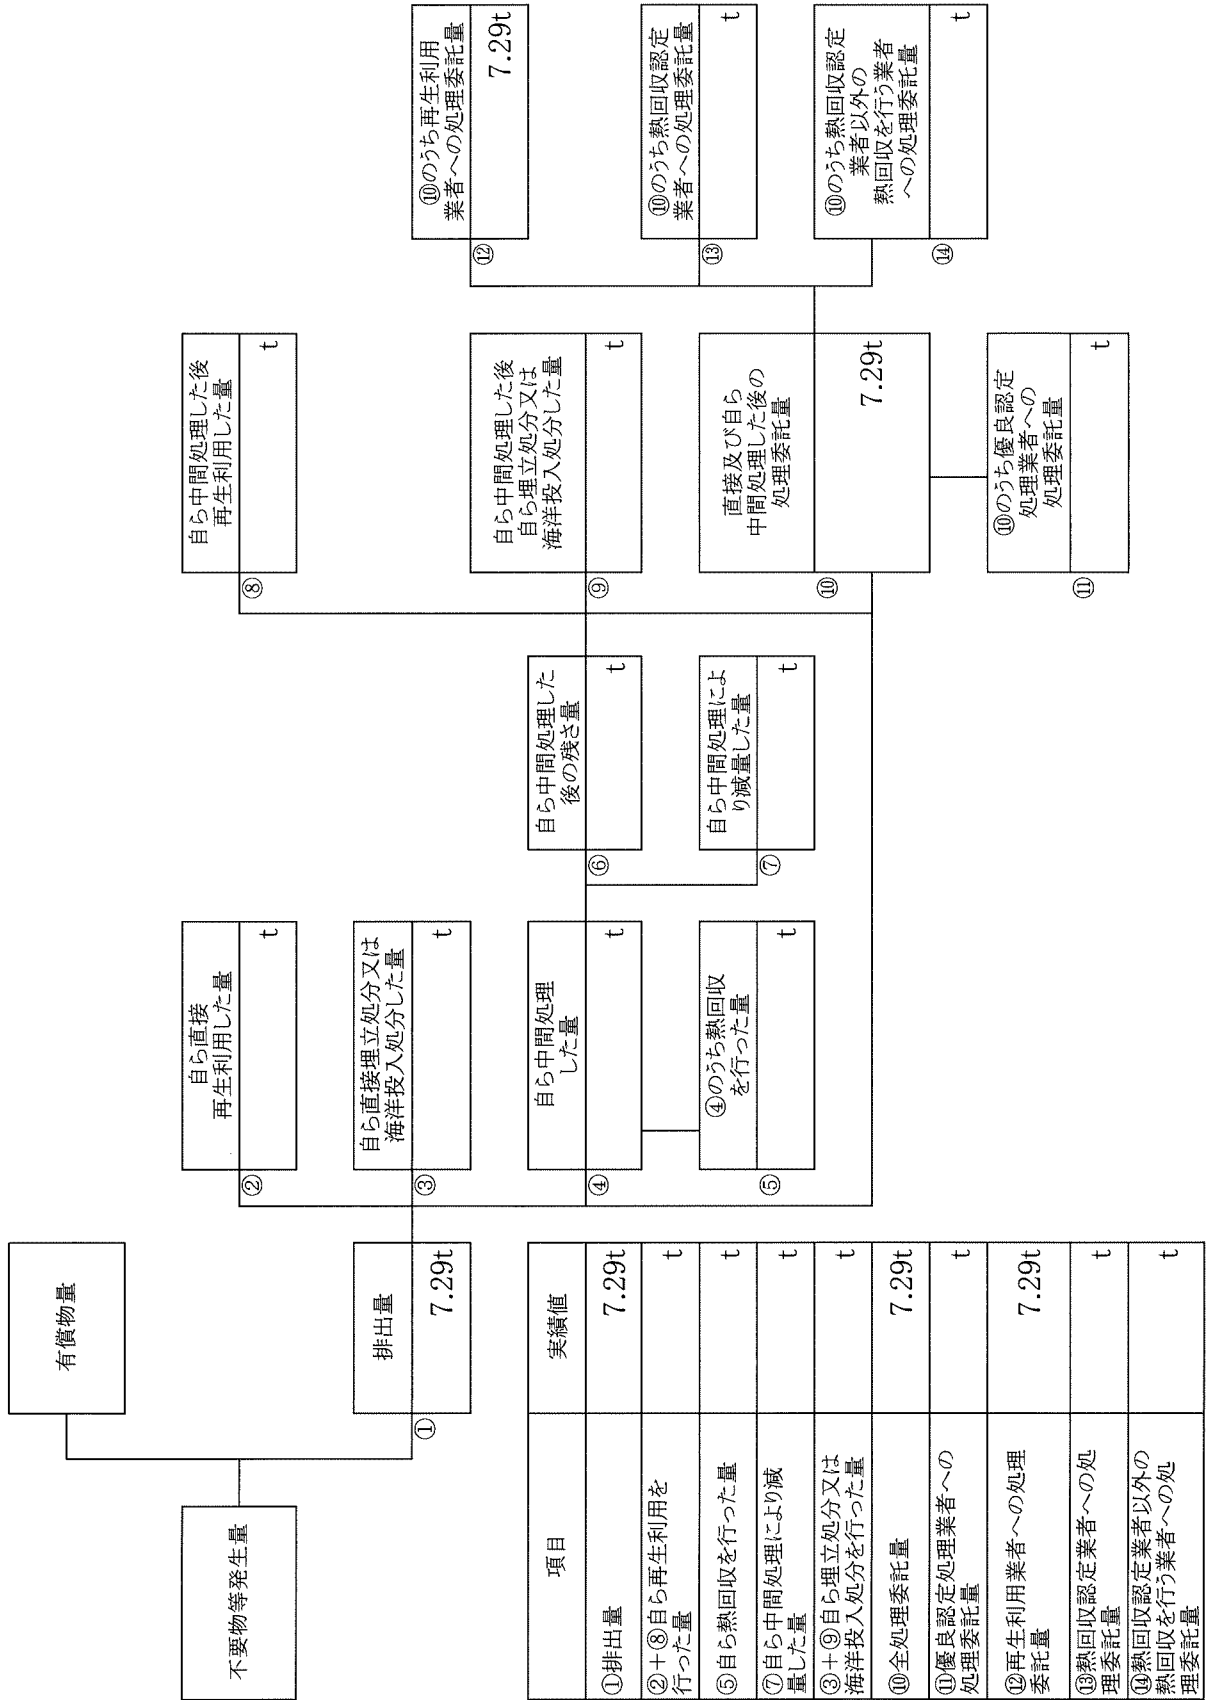 不要物等発生量
有償物量
①
排出量
7.29t
②
自ら直接
再生利用した量
t
③
自ら直接埋立処分又は
海洋投入処分した量
t
④
自ら中間処理
した量
t
⑤
④のうち熱回収
を行った量
t
⑥
自ら中間処理した
後の残さ量
t
⑦
自ら中間処理によ
り減量した量
t
⑧
自ら中間処理した後
再生利用した量
t
⑨
自ら中間処理した後
自ら埋立処分又は
海洋投入処分した量
t
⑩
直接及び自ら
中間処理した後の
処理委託量
7.29t
⑪
⑩のうち優良認定
処理業者への
処理委託量
t
⑫
⑩のうち再生利用
業者への処理委託量
7.29t
⑬
⑩のうち熱回収認定
業者への処理委託量
t
⑭
⑩のうち熱回収認定
業者以外の
熱回収を行う業者
への処理委託量
t
項目 実績値
①排出量 7.29t
②+⑧自ら再生利用を
行った量 t
⑤自ら熱回収を行った量 t
⑦自ら中間処理により減
量した量 t
③+⑨自ら埋立処分又は
海洋投入処分を行った量 t
⑩全処理委託量 7.29t
⑪優良認定処理業者への
処理委託量 t
⑫再生利用業者への処理
委託量 7.29t
⑬熱回収認定業者への処
理委託量 t
⑭熱回収認定業者以外の
熱回収を行う業者への処
理委託量 t